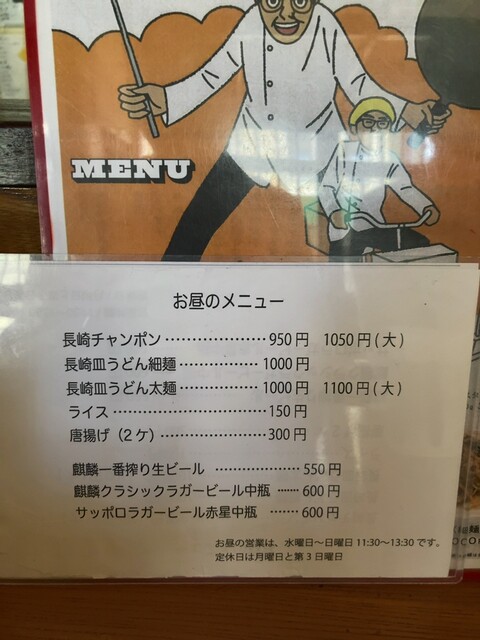 MENU
お昼のメニュー
長崎チャンポン‥‥‥‥‥‥‥950円 1050円(大)
長崎皿うどん細麺‥‥‥‥‥1000円
長崎皿うどん太麺‥‥‥‥‥1000円 1100円(大)
ライス‥‥‥‥‥‥‥‥‥‥150円
唐揚げ（2ケ）‥‥‥‥‥‥‥300円
麒麟一番搾り生ビール ‥‥‥‥‥‥550円
麒麟クラシックラガービール中瓶 ‥‥600円
サッポロラガービール赤星中瓶 ‥‥‥600円
お昼の営業は、水曜日〜日曜日 11:30〜13:30です。
定休日は月曜日と第3日曜日